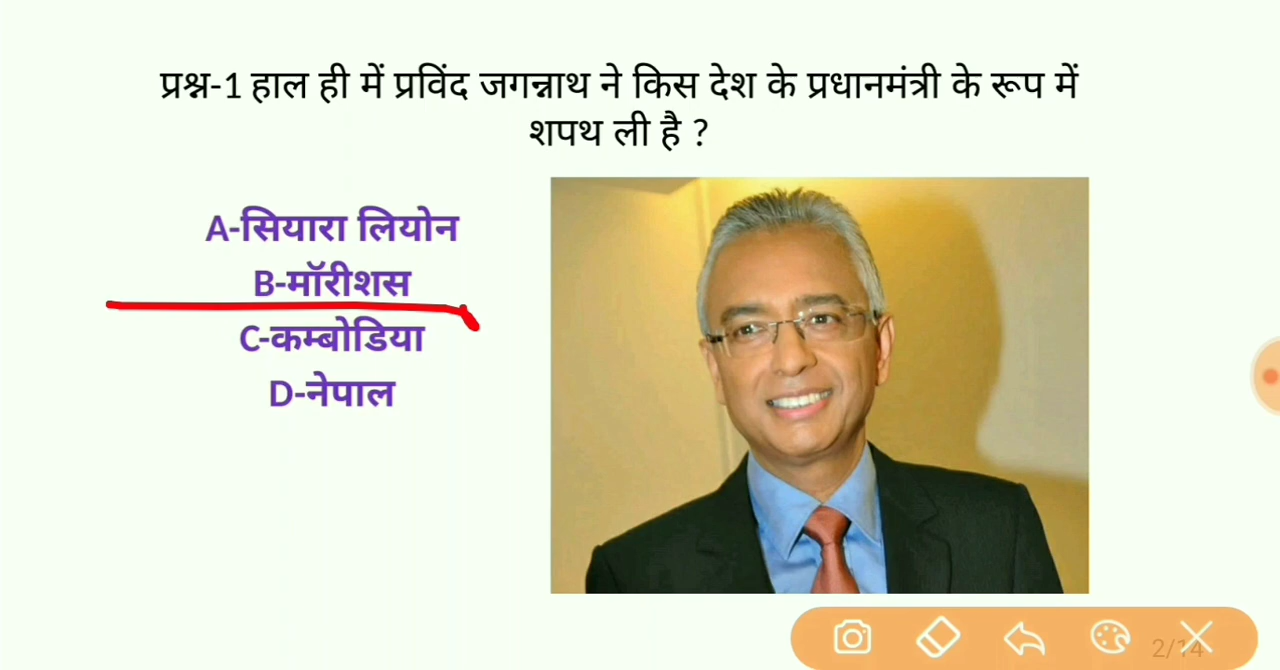 प्रश्न-1 हाल ही में प्रविंद जगन्नाथ ने किस देश के प्रधानमंत्री के रूप में
शपथ ली है ?
A-सियारा लियोन
B-मॉरीशस
C-कम्बोडिया
D-नेपाल
2/14